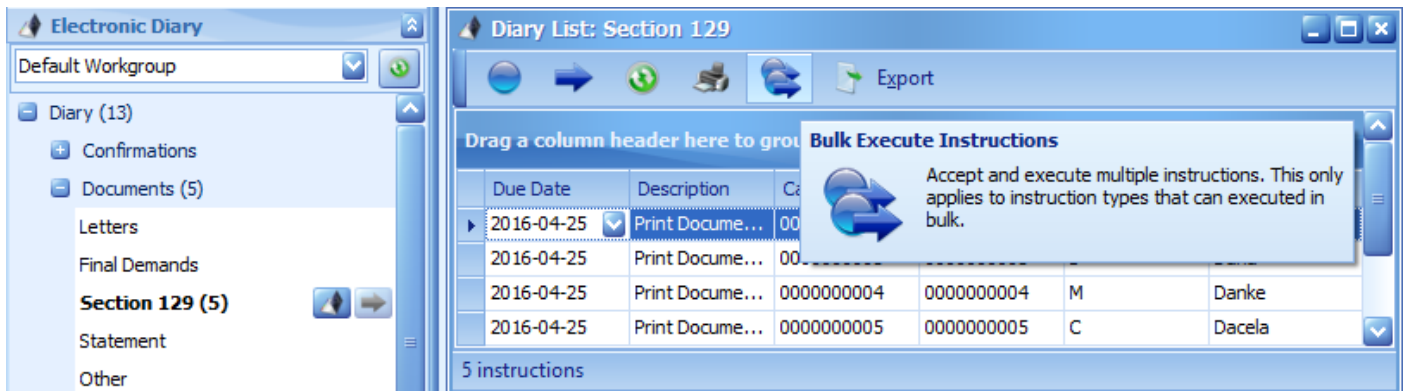 Electronic Diary
Default Workgroup
Diary (13)
Confirmations
Documents (5)
Letters
Final Demands
Section 129 (5)
Statement
Other
Diary List: Section 129
Export
Drag a column header here to grou
Due Date Description Ca
2016-04-25 Print Docume... 00
2016-04-25 Print Docume...
2016-04-25 Print Docume... 0000000004 0000000004 M Danke
2016-04-25 Print Docume... 0000000005 0000000005 C Dacela
5 instructions
Bulk Execute Instructions
Accept and execute multiple instructions. This only
applies to instruction types that can executed in
bulk.